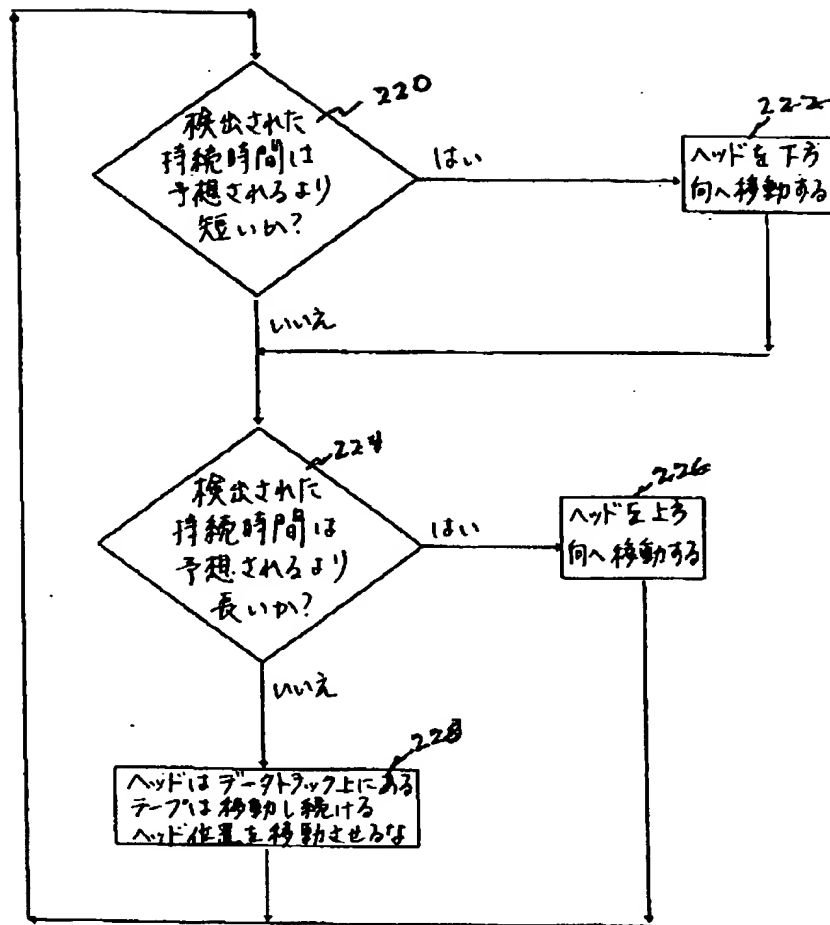 220
検出された
持続時間は
予想されるより
短いか?
はい
222
ヘッドを下方
向へ移動する
いいえ
224
検出された
持続時間は
予想されるより
長いか?
はい
226
ヘッドを上方
向へ移動する
いいえ
228
ヘッドはデータトラック上にある
テープは移動し続ける
ヘッド位置を移動させるな